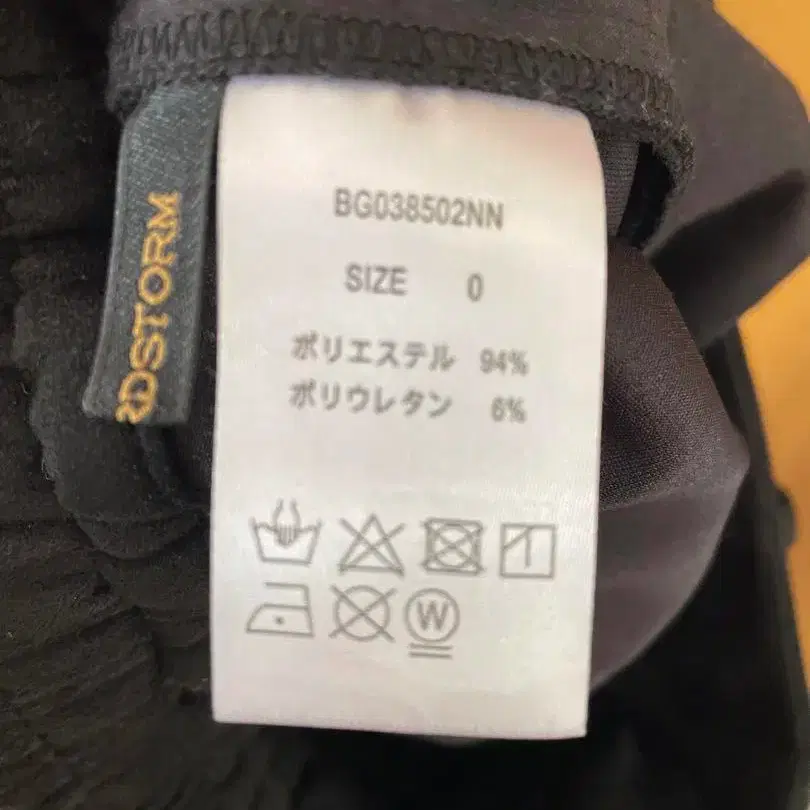 RDSTORM
BG038502NN
SIZE 0
ポリエステル 94%
ポリウレタン 6%
W